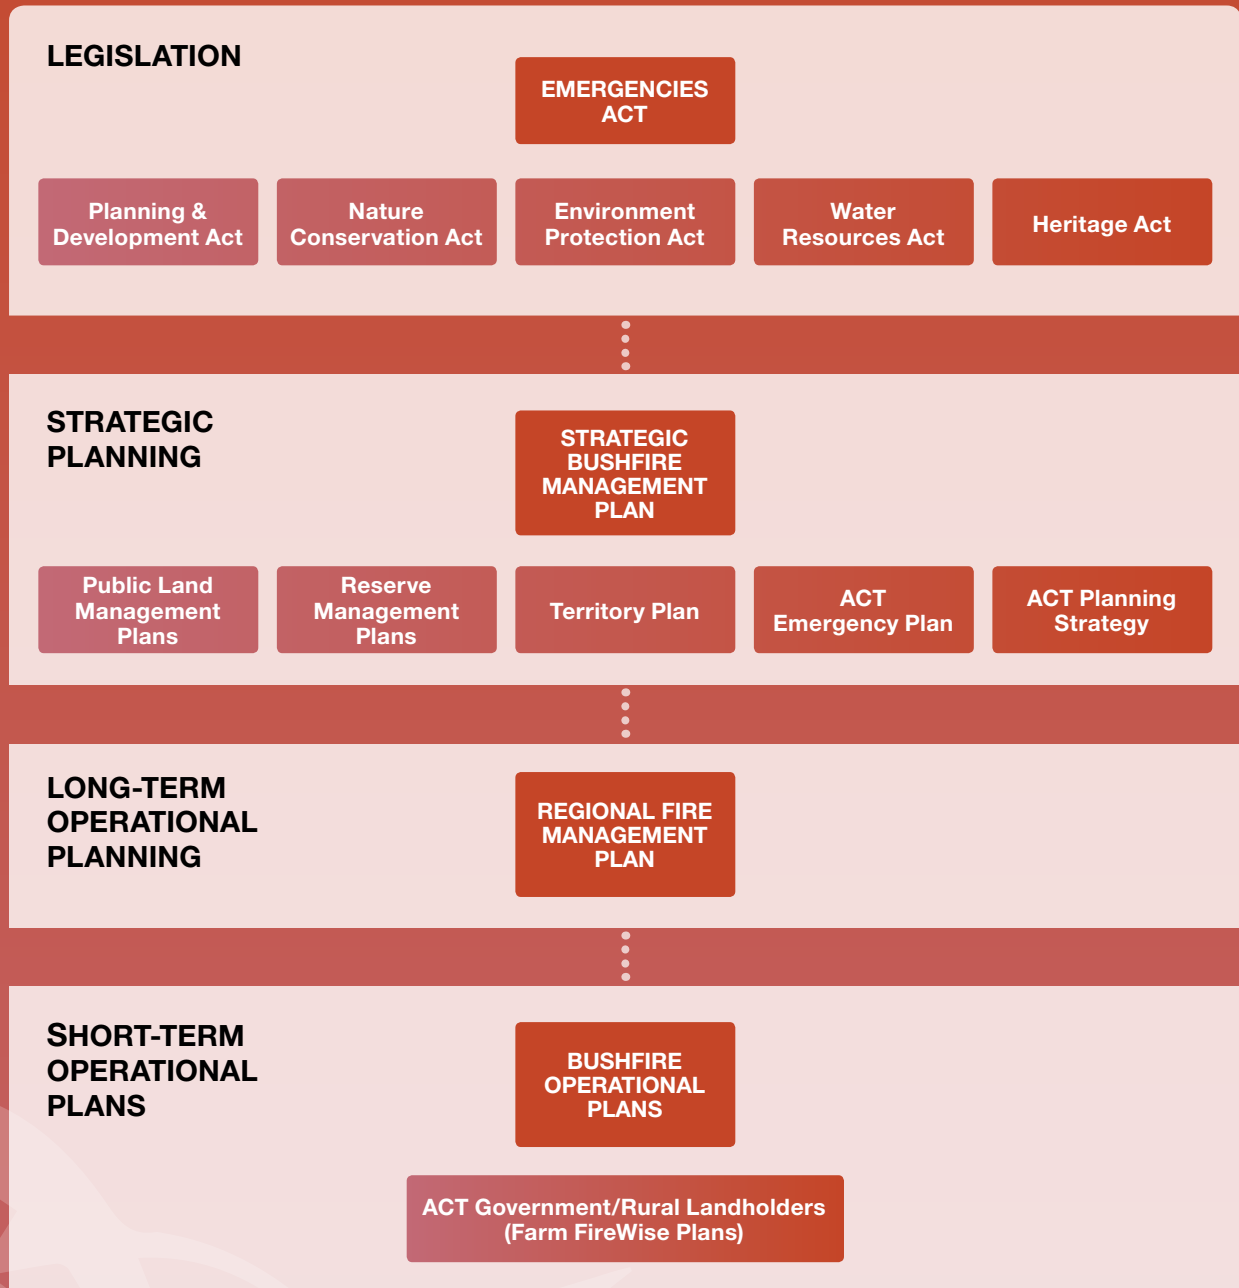 LEGISLATION
EMERGENCIES
ACT
Planning &
Development Act
Nature
Conservation Act
Environment
Protection Act
Water
Resources Act
Heritage Act
STRATEGIC
PLANNING
STRATEGIC
BUSHFIRE
MANAGEMENT
PLAN
Public Land
Management
Plans
Reserve
Management
Plans
Territory Plan
ACT
Emergency Plan
ACT Planning
Strategy
LONG-TERM
OPERATIONAL
PLANNING
REGIONAL FIRE
MANAGEMENT
PLAN
SHORT-TERM
OPERATIONAL
PLANS
BUSHFIRE
OPERATIONAL
PLANS
ACT Government/Rural Landholders
(Farm FireWise Plans)